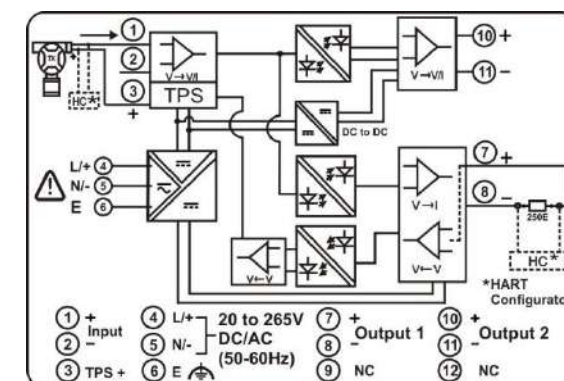 1
TX
+
HC*
2
V→V/I
3
TPS
+
10 +
V→V/I
11 −
DC to DC
L/+ 4
N/- 5
E 6
7 +
V→I
8 −
250E
V←V
V←V
HC*
*HART
Configurato
1 + Input
2 −
3 TPS +
4 L/+
5 N/-
6 E
20 to 265V
DC/AC
(50-60Hz)
7 + Output 1
8 −
9 NC
10 + Output 2
11 −
12 NC